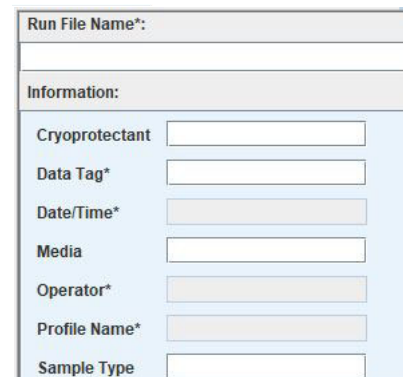 Run File Name*:
Information:
Cryoprotectant
Data Tag*
Date/Time*
Media
Operator*
Profile Name*
Sample Type